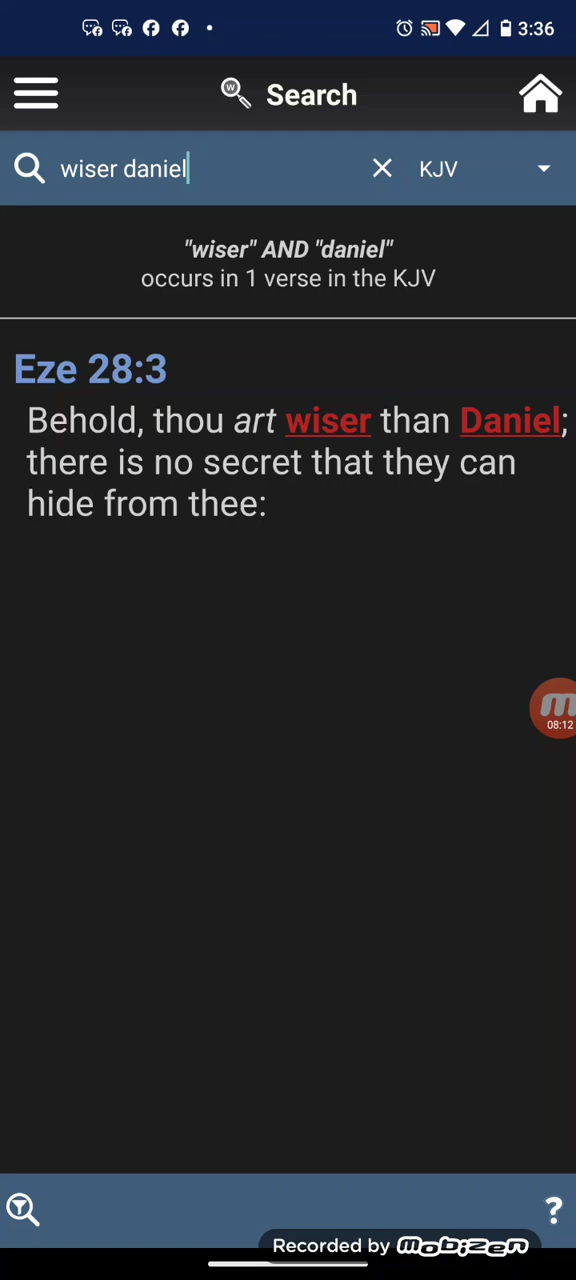 3:36
Search
wiser daniel
KJV
"wiser" AND "daniel"
occurs in 1 verse in the KJV
Eze 28:3
Behold, thou art wiser than Daniel;
there is no secret that they can
hide from thee:
08:12
?
Recorded by mobizen